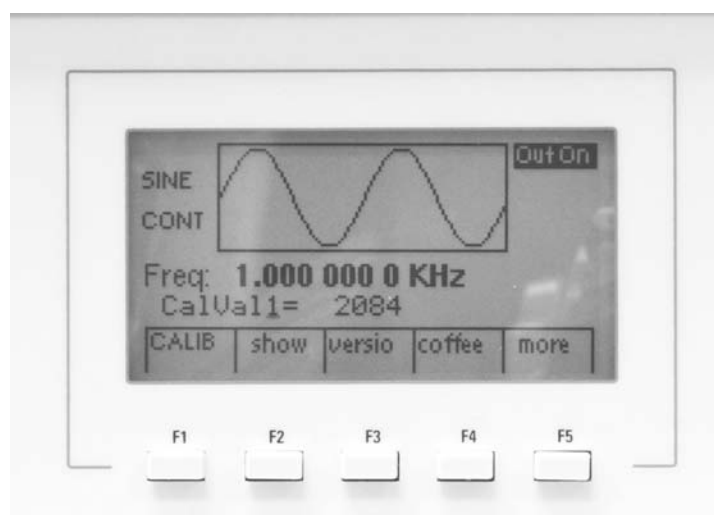 Out On
SINE
CONT
Freq: 1.000 000 0 KHz
CalVal1= 2084
CALIB show versio coffee more
F1 F2 F3 F4 F5